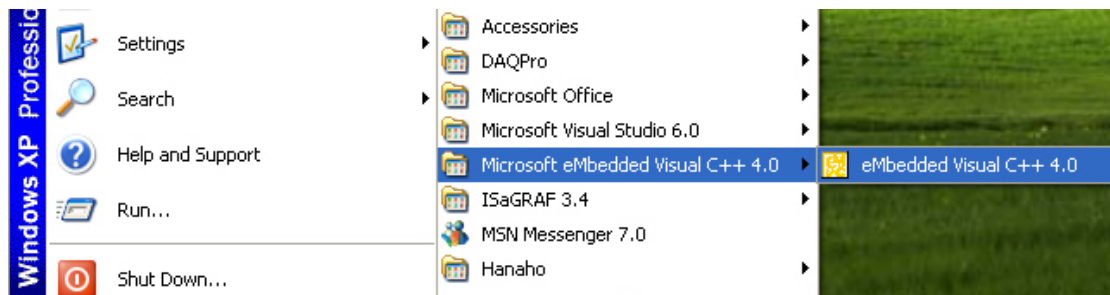 Windows XP Professio
Settings
Search
Help and Support
Run...
Shut Down...
Accessories
DAQPro
Microsoft Office
Microsoft Visual Studio 6.0
Microsoft eMbedded Visual C++ 4.0
ISaGRAF 3.4
MSN Messenger 7.0
Hanaho
eMbedded Visual C++ 4.0